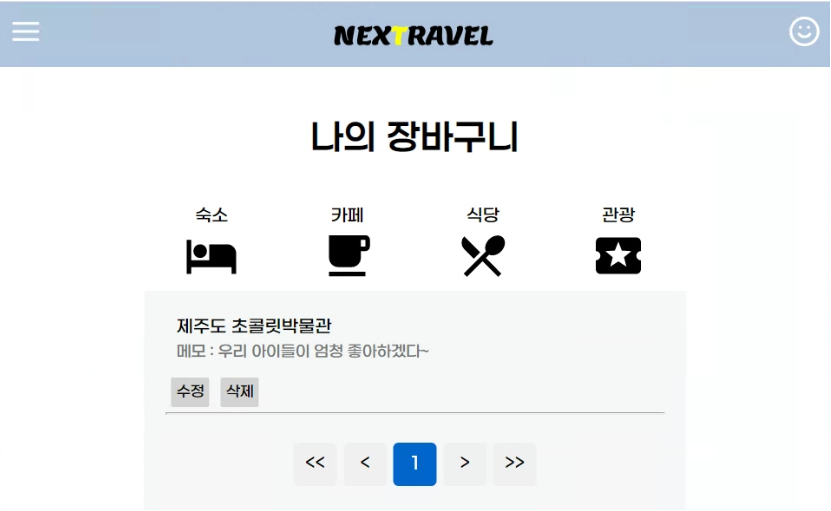 NEXTRAVEL
나의 장바구니
숙소 카페 식당 관광
제주도 초콜릿박물관
메모 : 우리 아이들이 엄청 좋아하겠다~
수정 삭제
<< < 1 > >>